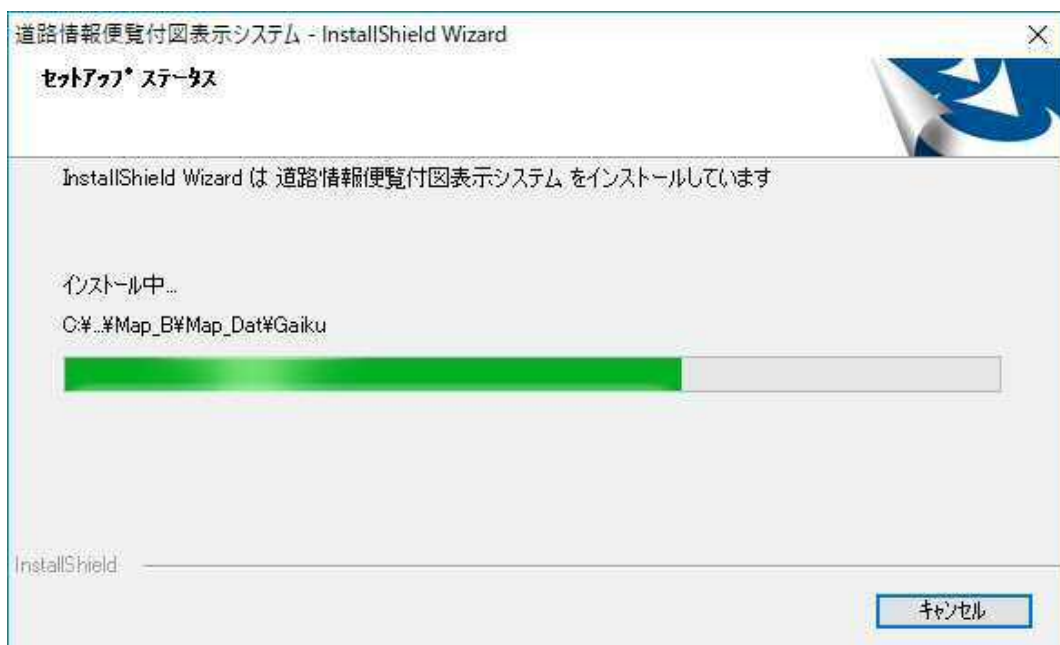 道路情報便覧付図表示システム - InstallShield Wizard
セットアップ ステータス
InstallShield Wizard は 道路情報便覧付図表示システム をインストールしています
インストール中...
C:¥..¥Map_B¥Map_Dat¥Gaiku
InstallShield
キャンセル